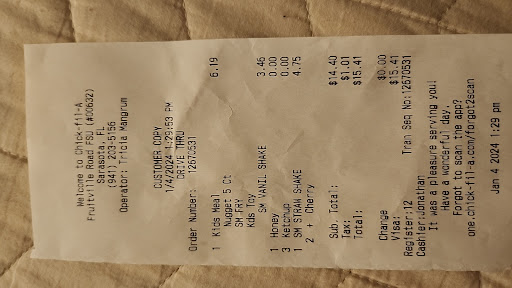 Welcome to Chick-fil-A
Fruitville Road FSU (#00632)
Sarasota, FL
(941) 203-5156
Operator: Tricia Mangrum
CUSTOMER COPY
1/4/2024 1:29:53 PM
DRIVE THRU
Order Number: 12670531
1 Kids Meal 6.19
Nugget 5 Ct
SM FRY
Kids Toy
SM VANIL SHAKE 3.46
1 Honey 0.00
3 Ketchup 0.00
1 SM STRAW SHAKE 4.75
2 + Cherry
Sub. Total: $14.40
Tax: $1.01
Total: $15.41
Change $0.00
Visa: $15.41
Register:12 Tran Seq No:12670531
Cashier:Jonathan
It was a pleasure serving you!
Have a wonderful day.
Forgot to scan the app?
one.chick-fil-a.com/forgot2scan
Jan 4 2024 1:29 pm